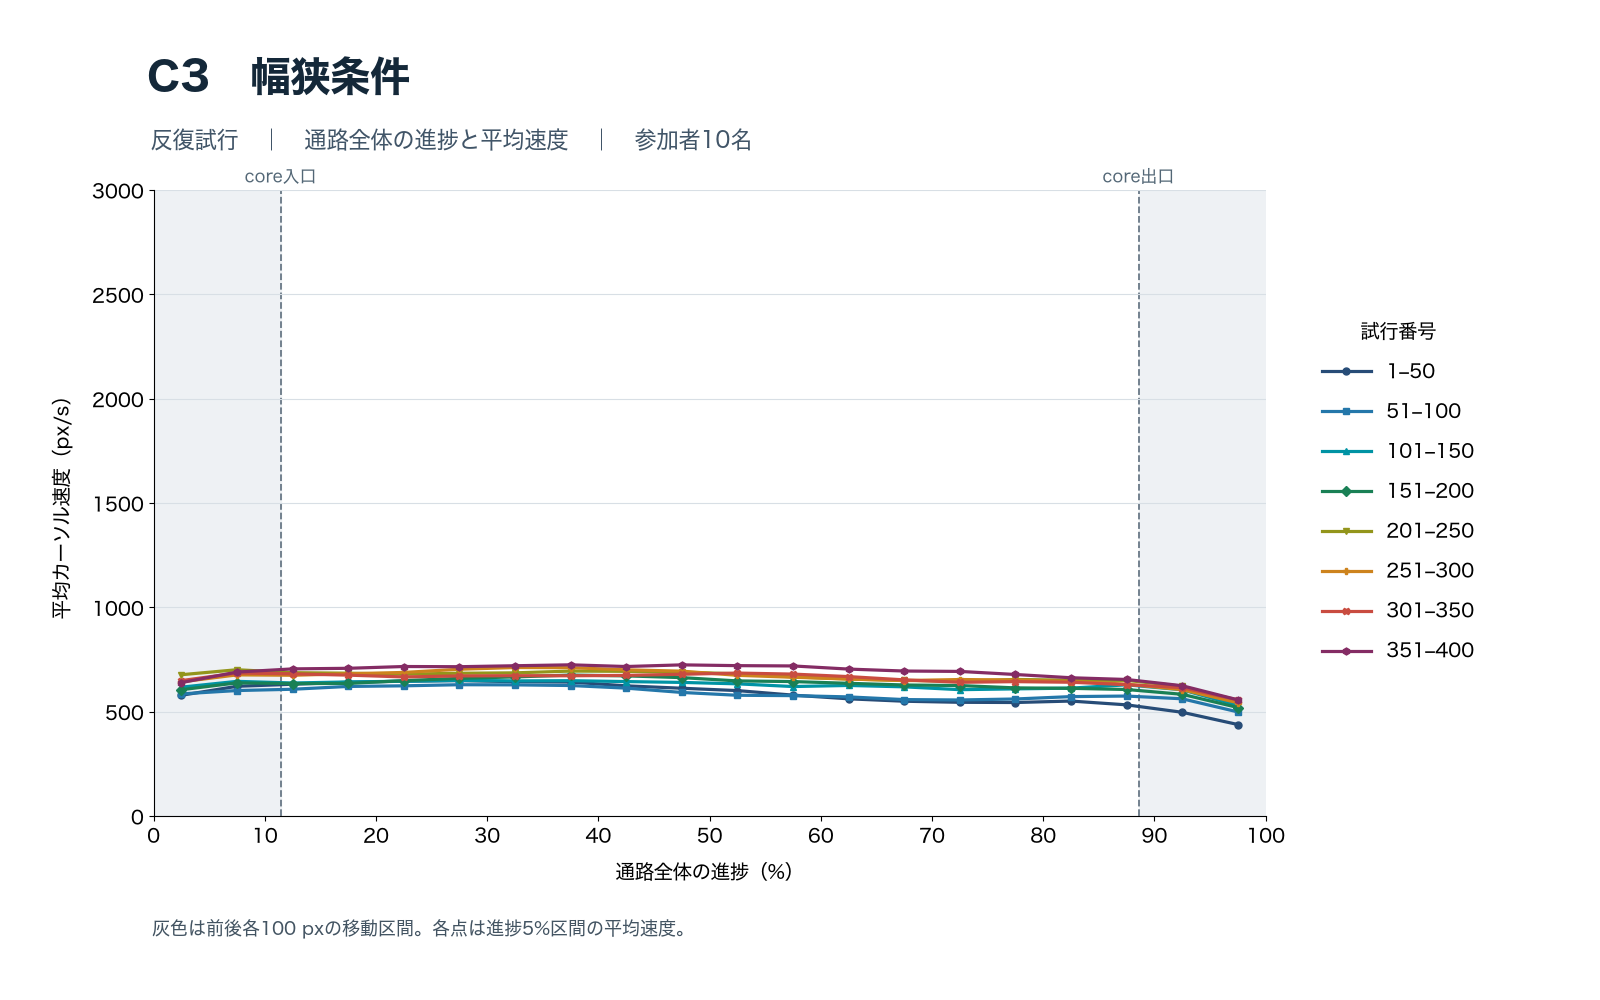 C3　幅狭条件
反復試行　｜　通路全体の進捗と平均速度　｜　参加者10名
core入口
core出口
3000
2500
2000
1500
1000
500
0
平均カーソル速度（px/s）
0 10 20 30 40 50 60 70 80 90 100
通路全体の進捗（%）
試行番号
1–50
51–100
101–150
151–200
201–250
251–300
301–350
351–400
灰色は前後各100 pxの移動区間。各点は進捗5%区間の平均速度。